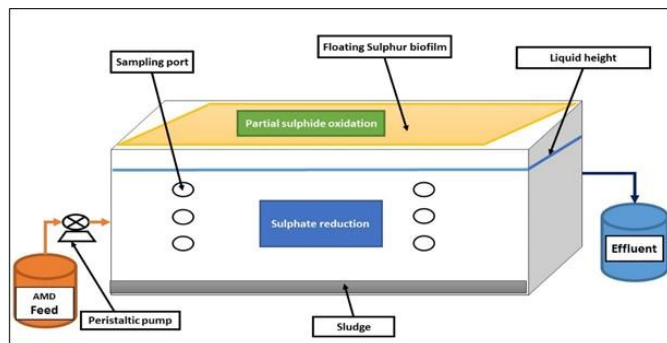 Floating Sulphur biofilm
Sampling port
Liquid height
Partial sulphide oxidation
Sulphate reduction
Effluent
AMD
Feed
Peristaltic pump
Sludge